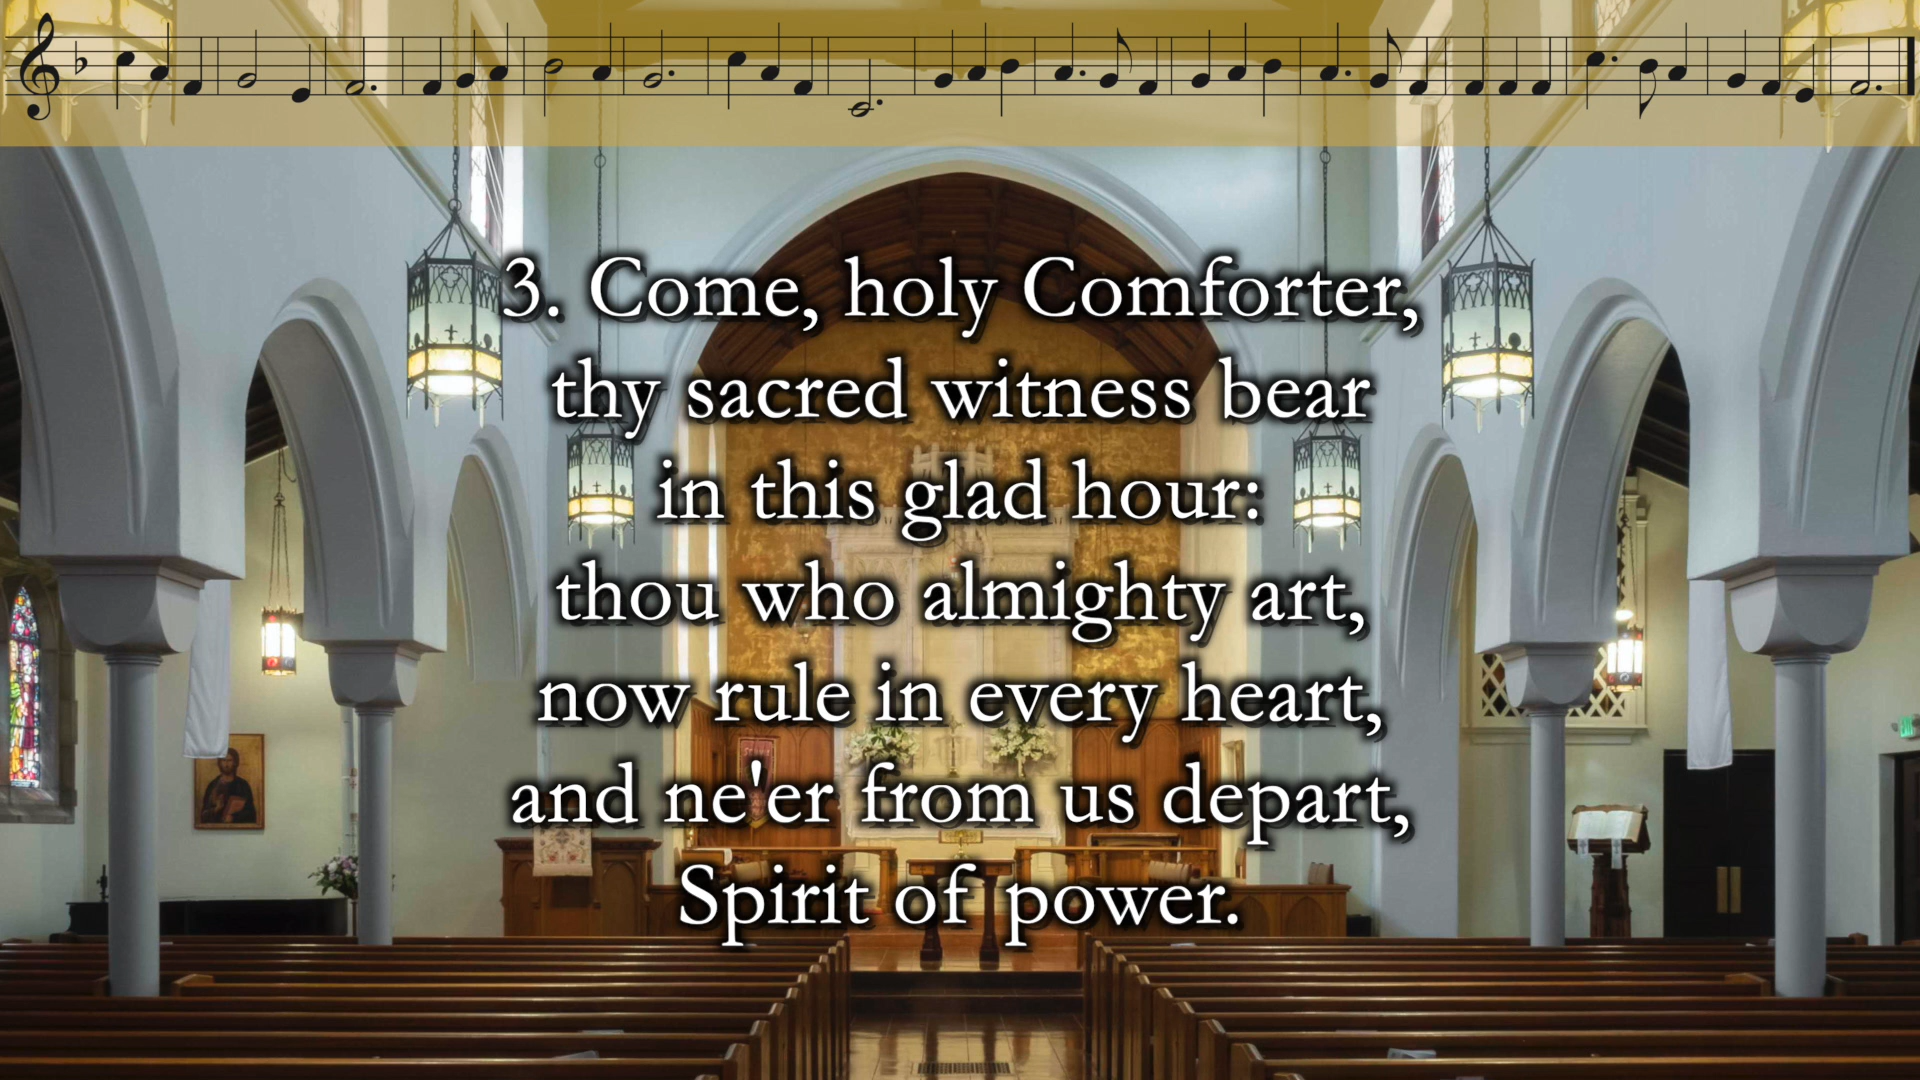 3. Come, holy Comforter,
thy sacred witness bear
in this glad hour:
thou who almighty art,
now rule in every heart,
and ne'er from us depart,
Spirit of power.